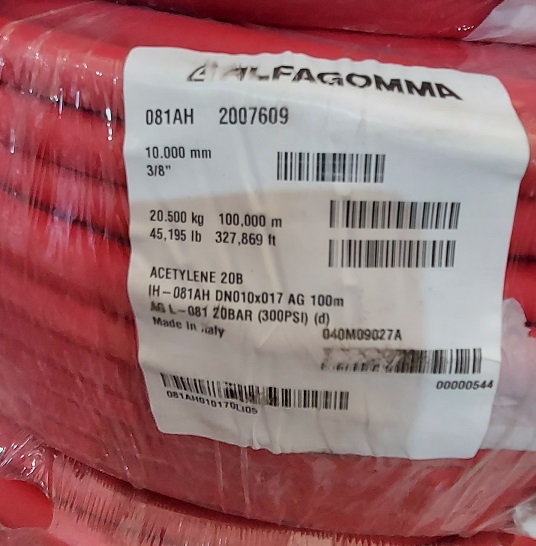 ALFAGOMMA
081AH 2007609
10.000 mm
3/8"
20.500 kg 100,000 m
45,195 lb 327,869 ft
ACETYLENE 20B
IH-081AH DN010x017 AG 100m
AG L-081 20BAR (300PSI) (d)
Made in Italy
040M09027A
00000544
081AH010170LI05